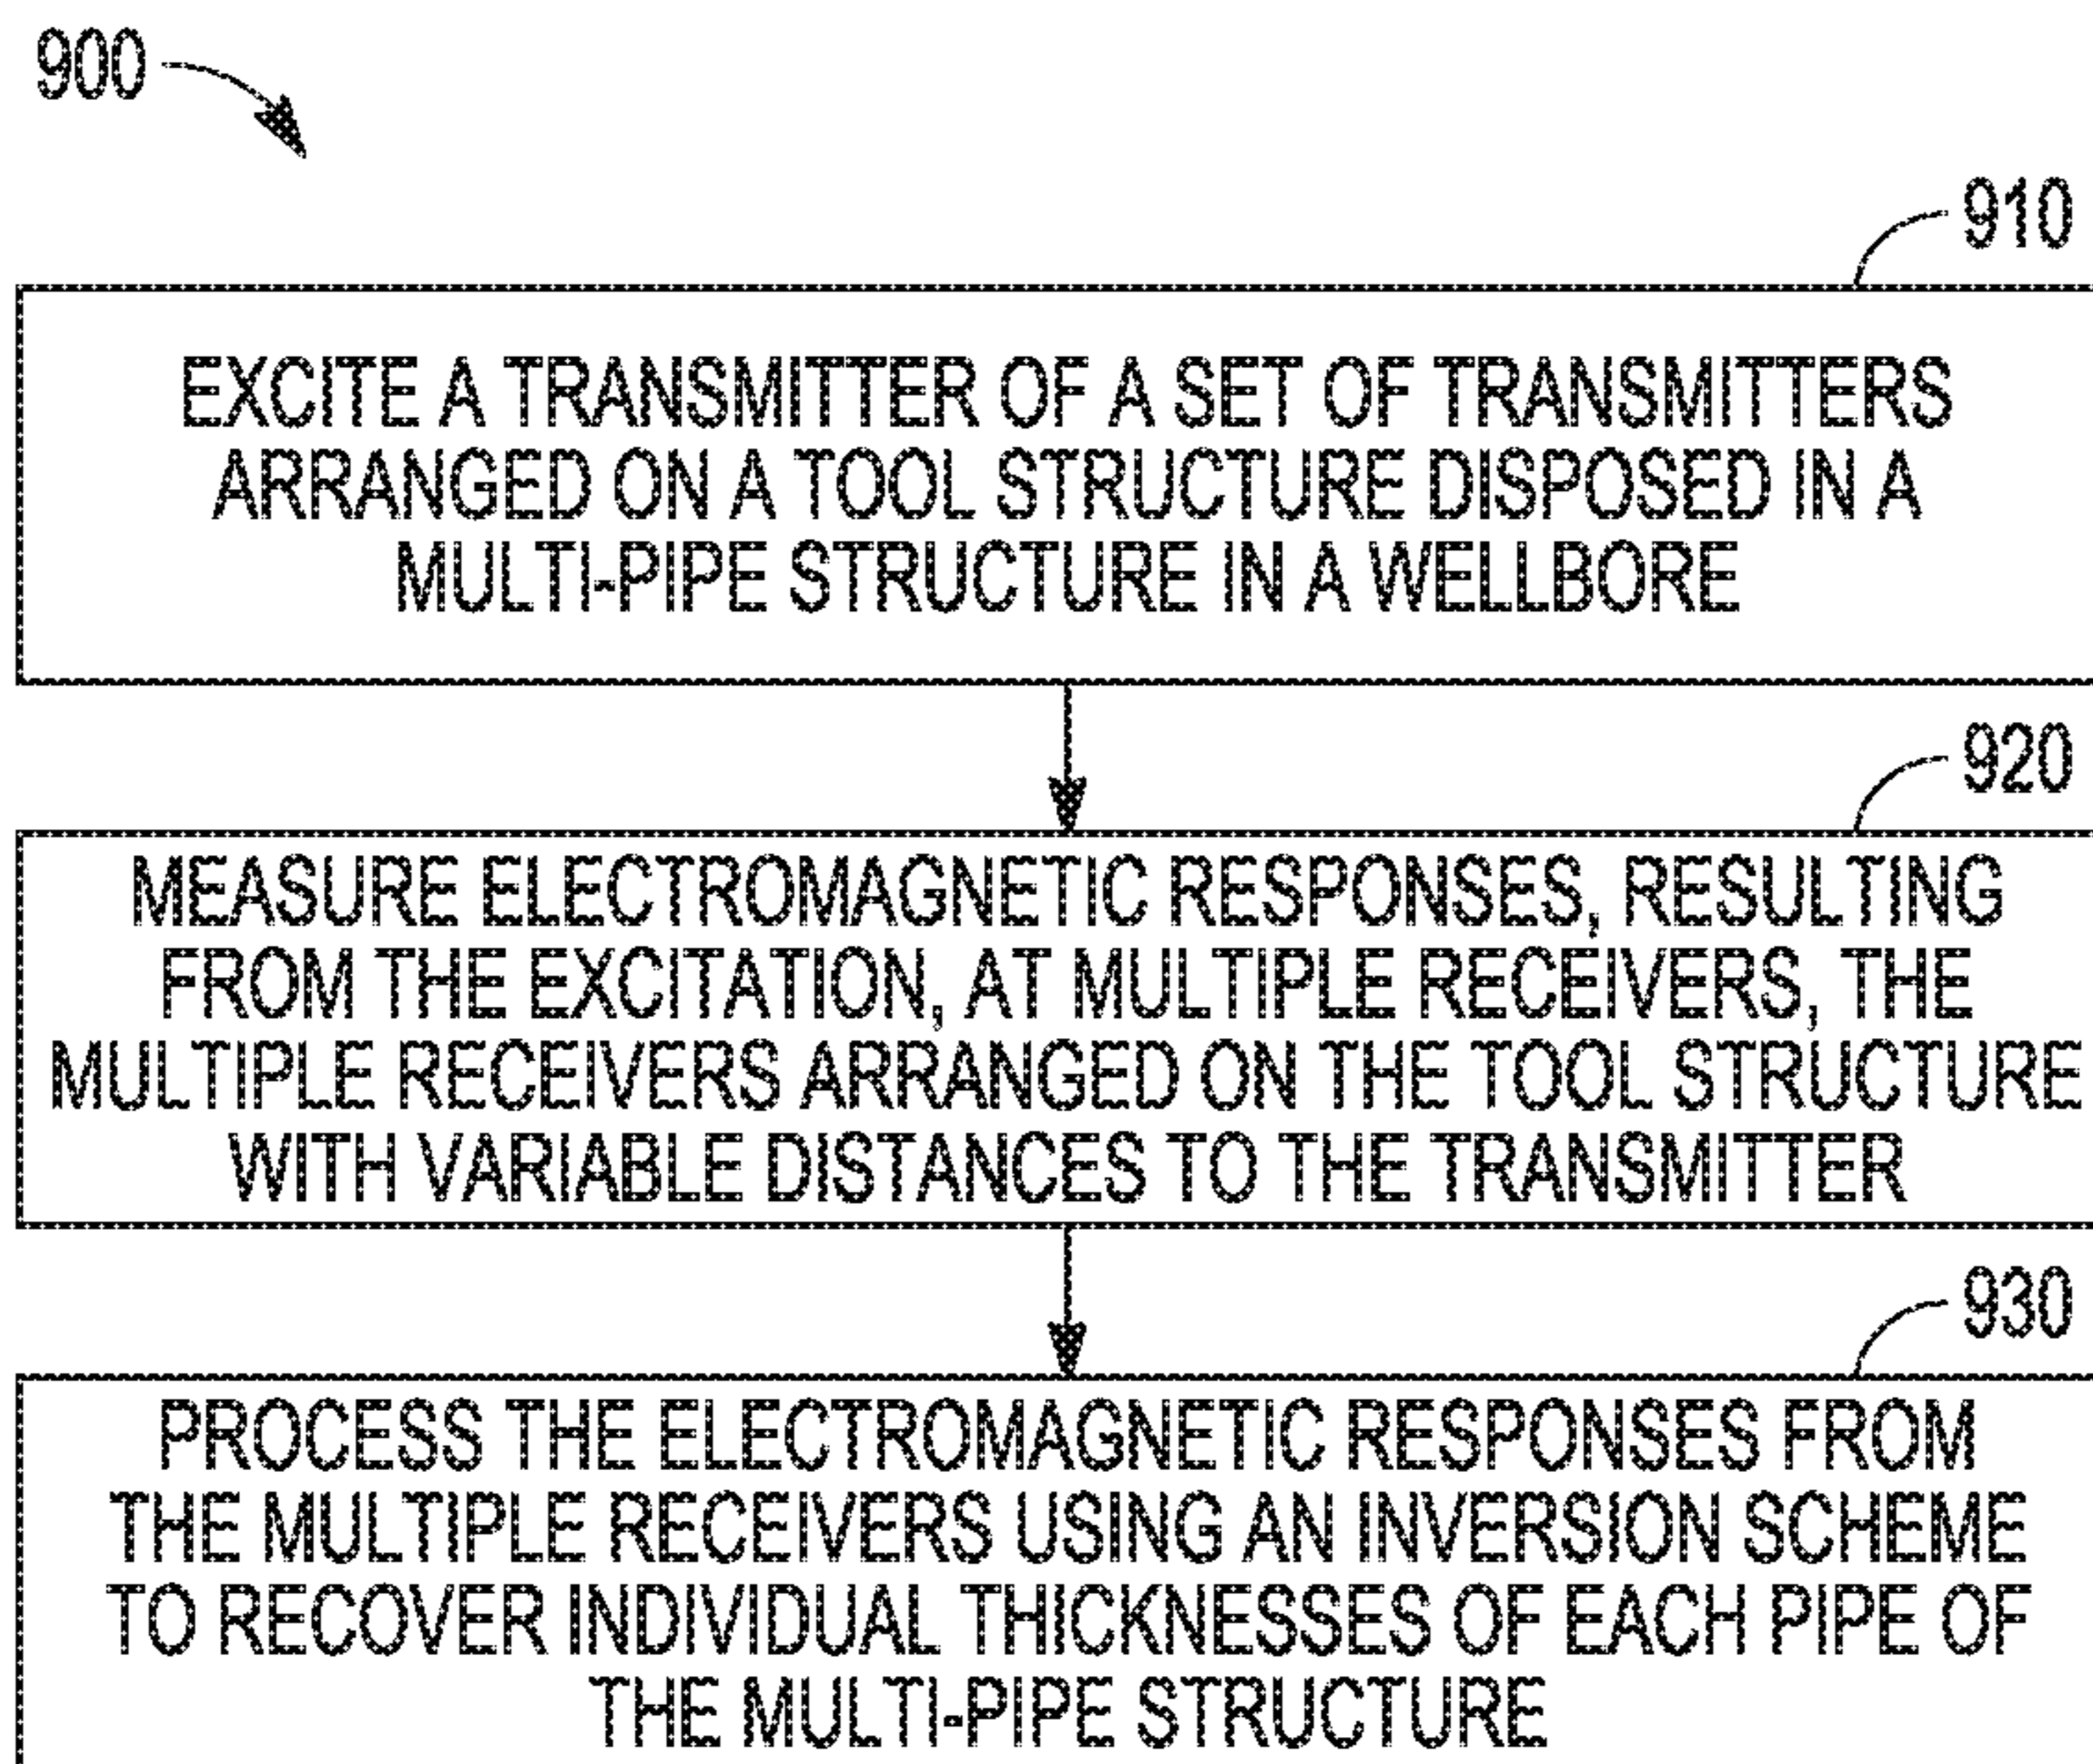 900
910
EXCITE A TRANSMITTER OF A SET OF TRANSMITTERS
ARRANGED ON A TOOL STRUCTURE DISPOSED IN A
MULTI-PIPE STRUCTURE IN A WELLBORE
920
MEASURE ELECTROMAGNETIC RESPONSES, RESULTING
FROM THE EXCITATION, AT MULTIPLE RECEIVERS, THE
MULTIPLE RECEIVERS ARRANGED ON THE TOOL STRUCTURE
WITH VARIABLE DISTANCES TO THE TRANSMITTER
930
PROCESS THE ELECTROMAGNETIC RESPONSES FROM
THE MULTIPLE RECEIVERS USING AN INVERSION SCHEME
TO RECOVER INDIVIDUAL THICKNESSES OF EACH PIPE OF
THE MULTI-PIPE STRUCTURE